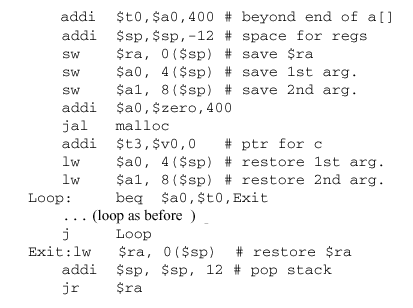 addi $t0,$a0,400 # beyond end of a[]
addi $sp,$sp,-12 # space for regs
sw $ra, 0($sp) # save $ra
sw $a0, 4($sp) # save 1st arg.
sw $a1, 8($sp) # save 2nd arg.
addi $a0,$zero,400
jal malloc
addi $t3,$v0,0 # ptr for c
lw $a0, 4($sp) # restore 1st arg.
lw $a1, 8($sp) # restore 2nd arg.
Loop: beq $a0,$t0,Exit
... (loop as before )
j Loop
Exit:lw $ra, 0($sp) # restore $ra
addi $sp, $sp, 12 # pop stack
jr $ra